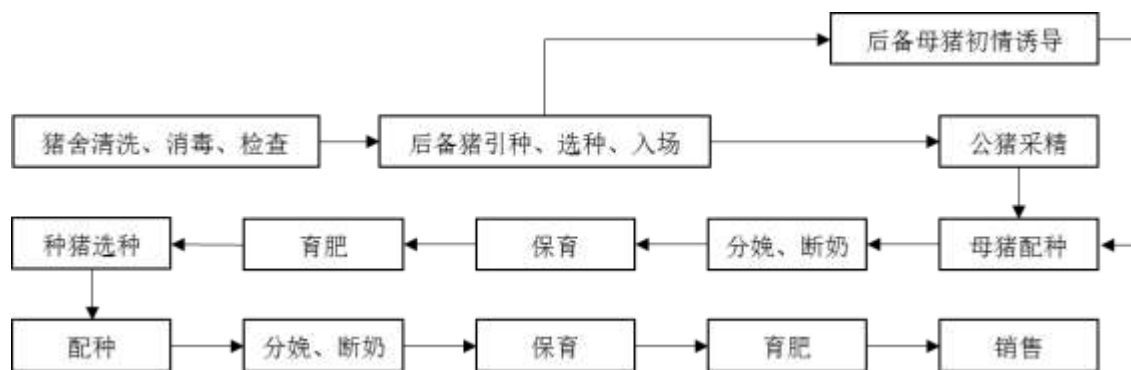 后备母猪初情诱导
猪舍清洗、消毒、检查
后备猪引种、选种、入场
公猪采精
种猪选种
育肥
保育
分娩、断奶
母猪配种
配种
分娩、断奶
保育
育肥
销售